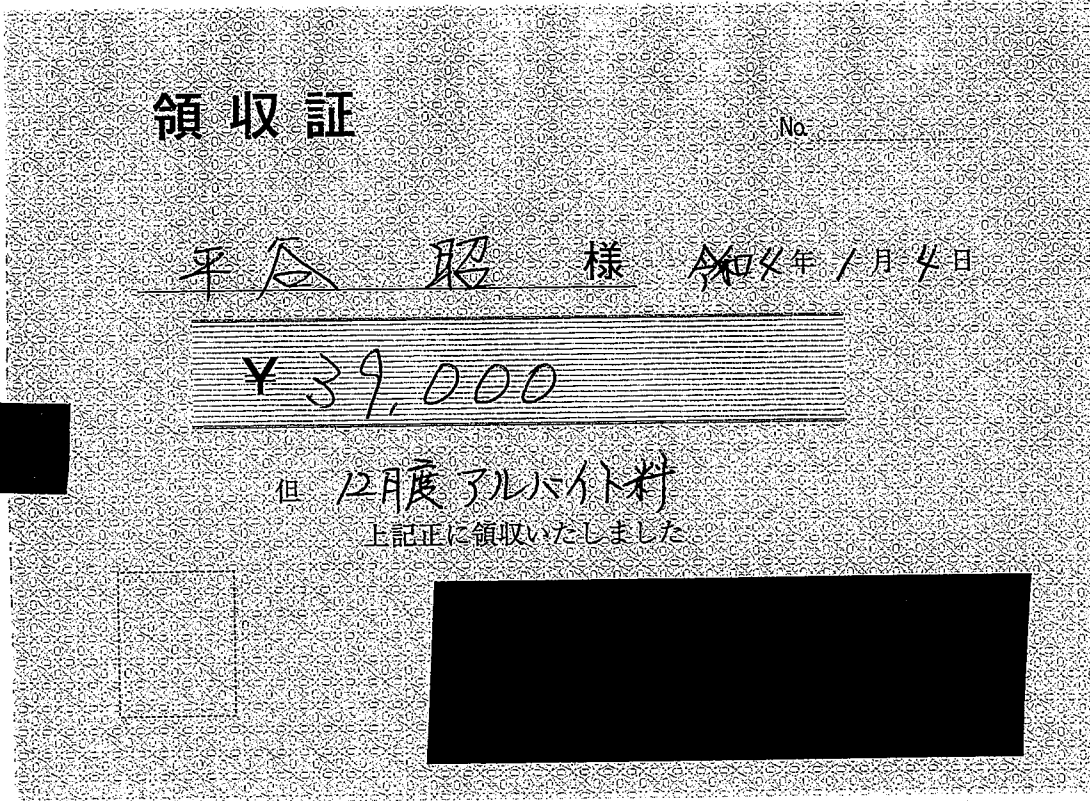 領収証
No.
平谷 昭 様 令和4年1月4日
¥39,000
但 12月度 アルバイト料
上記正に領収いたしました